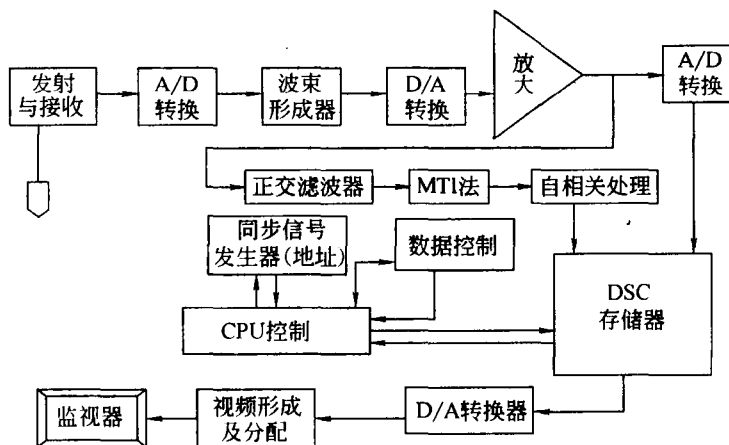 发射
与接收
A/D
转换
波束
形成器
D/A
转换
放
大
A/D
转换
正交滤波器
MTI法
自相关处理
同步信号
发生器(地址)
数据控制
CPU控制
DSC
存储器
监视器
视频形成
及分配
D/A转换器